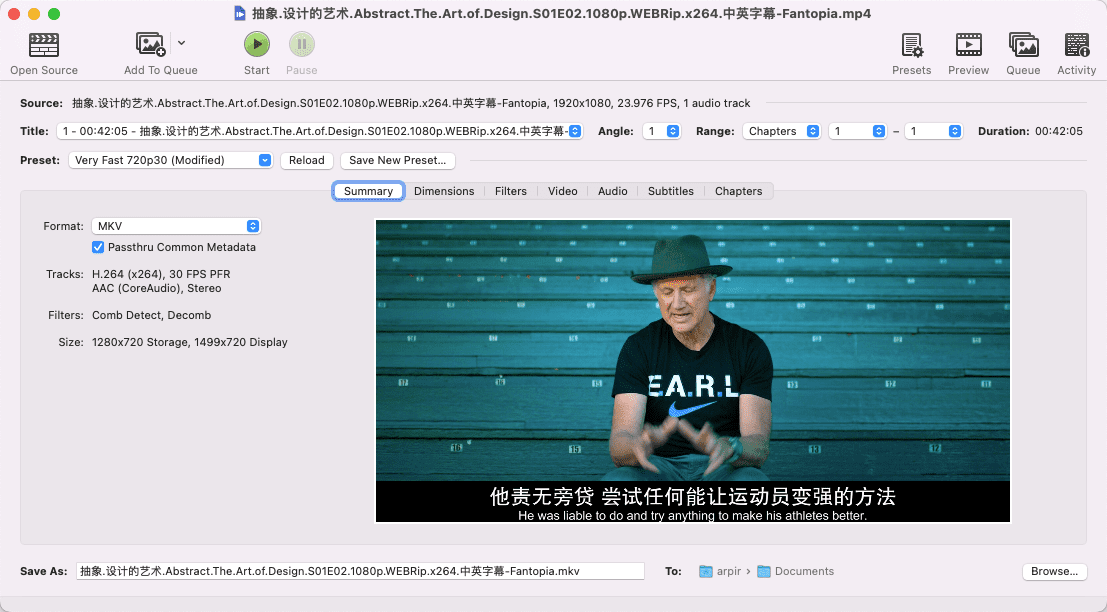 抽象.设计的艺术.Abstract.The.Art.of.Design.S01E02.1080p.WEBRip.x264.中英字幕-Fantopia.mp4
Open Source
Add To Queue
Start
Pause
Presets
Preview
Queue
Activity
Source: 抽象.设计的艺术.Abstract.The.Art.of.Design.S01E02.1080p.WEBRip.x264.中英字幕-Fantopia, 1920x1080, 23.976 FPS, 1 audio track
Title: 1 - 00:42:05 - 抽象.设计的艺术.Abstract.The.Art.of.Design.S01E02.1080p.WEBRip.x264.中英字幕- Angle: 1 Range: Chapters 1 – 1 Duration: 00:42:05
Preset: Very Fast 720p30 (Modified) Reload Save New Preset...
Summary Dimensions Filters Video Audio Subtitles Chapters
Format: MKV
Passthru Common Metadata
Tracks: H.264 (x264), 30 FPS PFR
AAC (CoreAudio), Stereo
Filters: Comb Detect, Decomb
Size: 1280x720 Storage, 1499x720 Display
17 16 15 13 12 11
E.A.R.L
16 15 13 12
他责无旁贷 尝试任何能让运动员变强的方法
He was liable to do and try anything to make his athletes better.
Save As: 抽象.设计的艺术.Abstract.The.Art.of.Design.S01E02.1080p.WEBRip.x264.中英字幕-Fantopia.mkv To: arpir › Documents Browse...